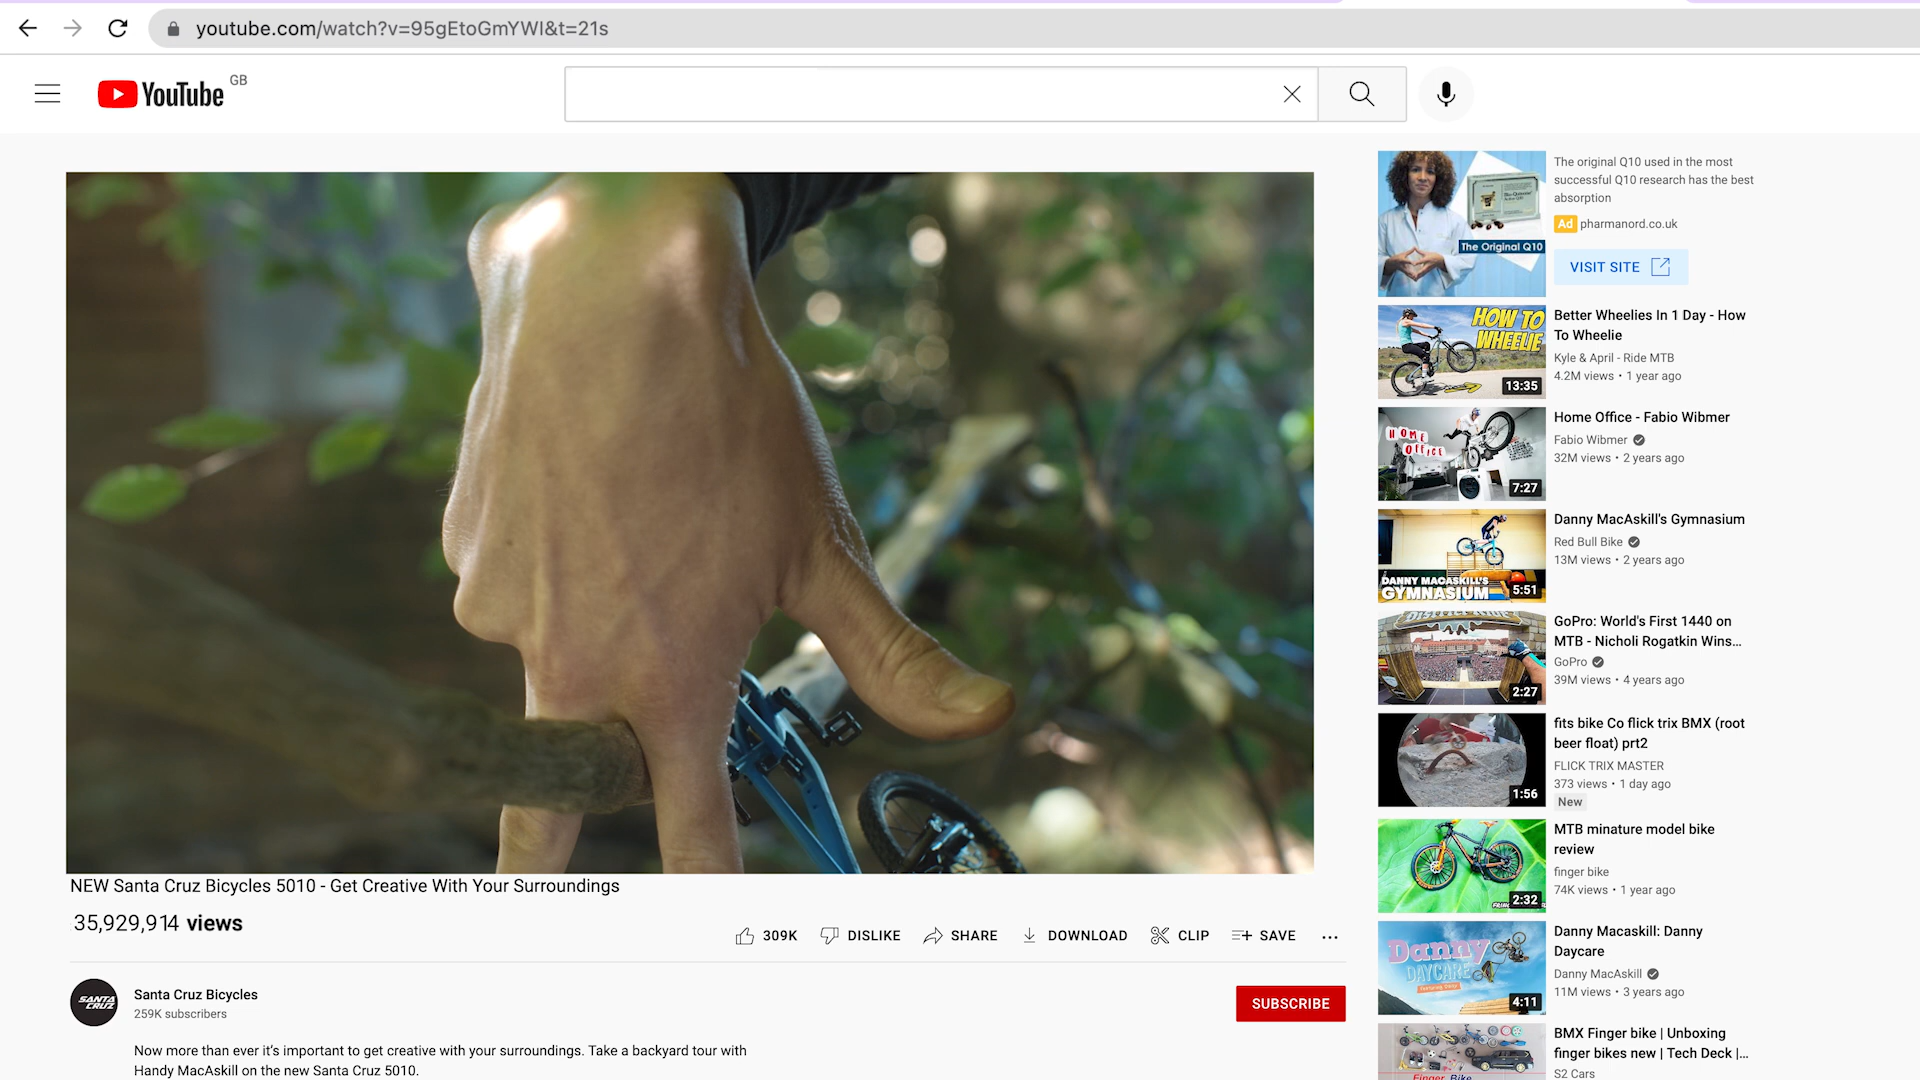 youtube.com/watch?v=95gEtoGmYWI&t=21s
YouTube GB
The original Q10 used in the most
successful Q10 research has the best
absorption
The Original Q10
Ad pharmanord.co.uk
VISIT SITE
HOW TO
WHEELIE
13:35
Better Wheelies In 1 Day - How
To Wheelie
Kyle & April - Ride MTB
4.2M views • 1 year ago
HOME
OFFICE
7:27
Home Office - Fabio Wibmer
Fabio Wibmer
32M views • 2 years ago
DANNY MACASKILL'S
GYMNASIUM
5:51
Danny MacAskill's Gymnasium
Red Bull Bike
13M views • 2 years ago
2:27
GoPro: World's First 1440 on
MTB - Nicholi Rogatkin Wins...
GoPro
39M views • 4 years ago
1:56
fits bike Co flick trix BMX (root
beer float) prt2
FLICK TRIX MASTER
373 views • 1 day ago
New
2:32
MTB minature model bike
review
finger bike
74K views • 1 year ago
Danny
DAYCARE
4:11
Danny Macaskill: Danny
Daycare
Danny MacAskill
11M views • 3 years ago
Finger Bike
BMX Finger bike | Unboxing
finger bikes new | Tech Deck |...
S2 Cars
NEW Santa Cruz Bicycles 5010 - Get Creative With Your Surroundings
35,929,914 views
309K DISLIKE SHARE DOWNLOAD CLIP SAVE ...
SANTA
CRUZ
Santa Cruz Bicycles
259K subscribers
SUBSCRIBE
Now more than ever it's important to get creative with your surroundings. Take a backyard tour with
Handy MacAskill on the new Santa Cruz 5010.